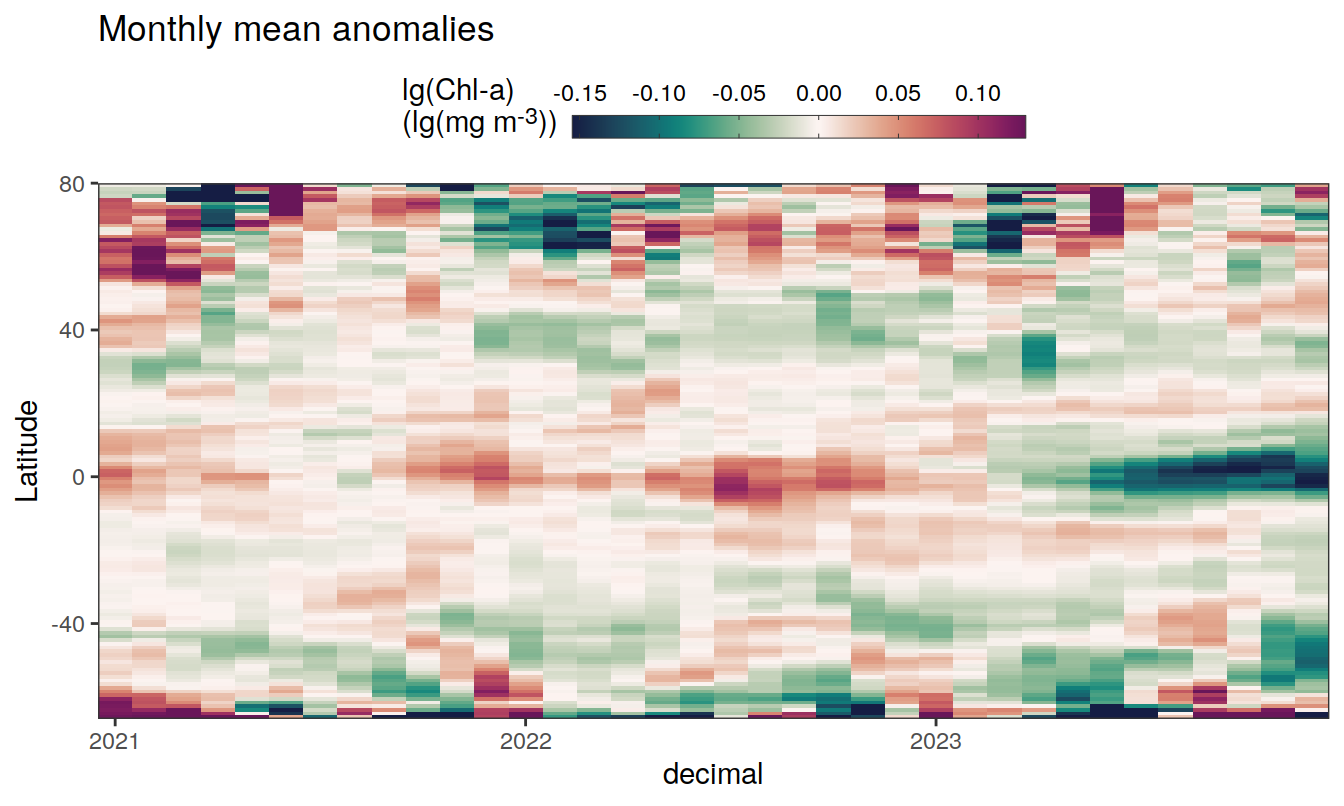 Monthly mean anomalies
lg(Chl-a)
(lg(mg m⁻³))
-0.15 -0.10 -0.05 0.00 0.05 0.10
80
40
0
-40
Latitude
2021 2022 2023
decimal